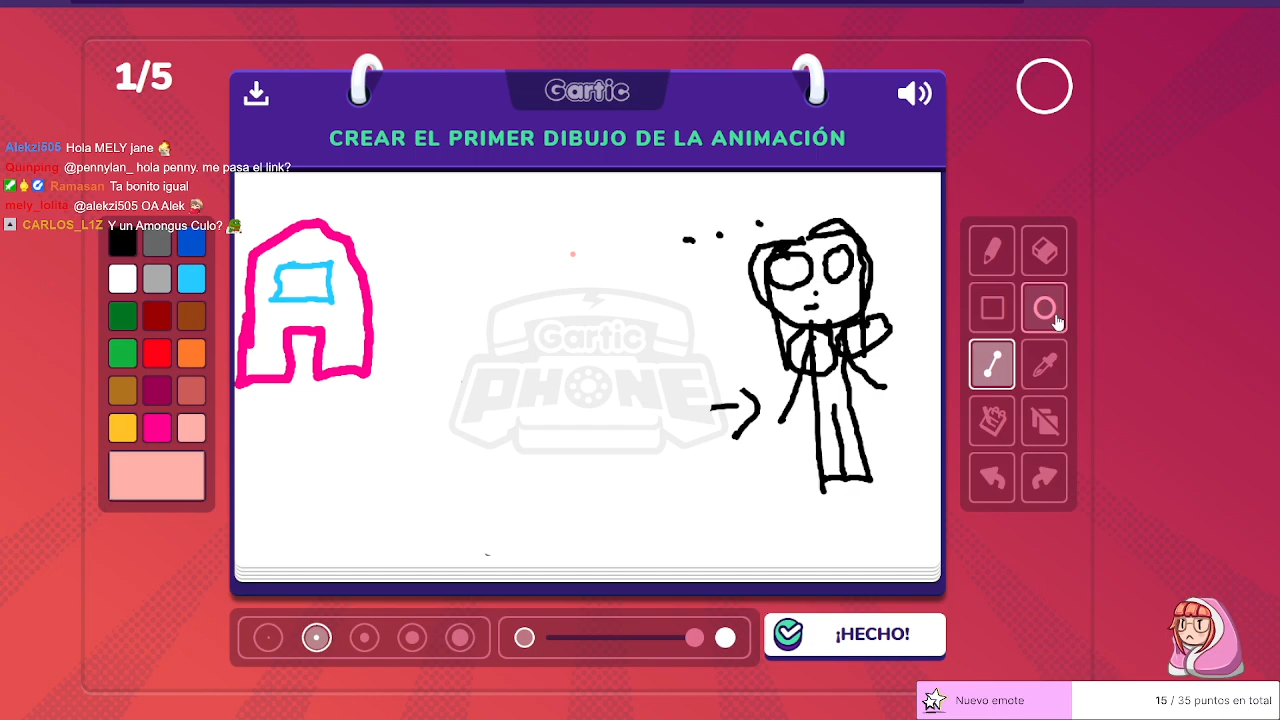 1/5
Gartic
CREAR EL PRIMER DIBUJO DE LA ANIMACIÓN
Alekzi505 Hola MELY jane
Quinping @pennylan_ hola penny. me pasa el link?
Ramasan Ta bonito igual
mely_lolita @alekzi505 OA Alek
CARLOS_L1Z Y un Amongus Culo?
Gartic
PHONE
¡HECHO!
Nuevo emote
15 / 35 puntos en total